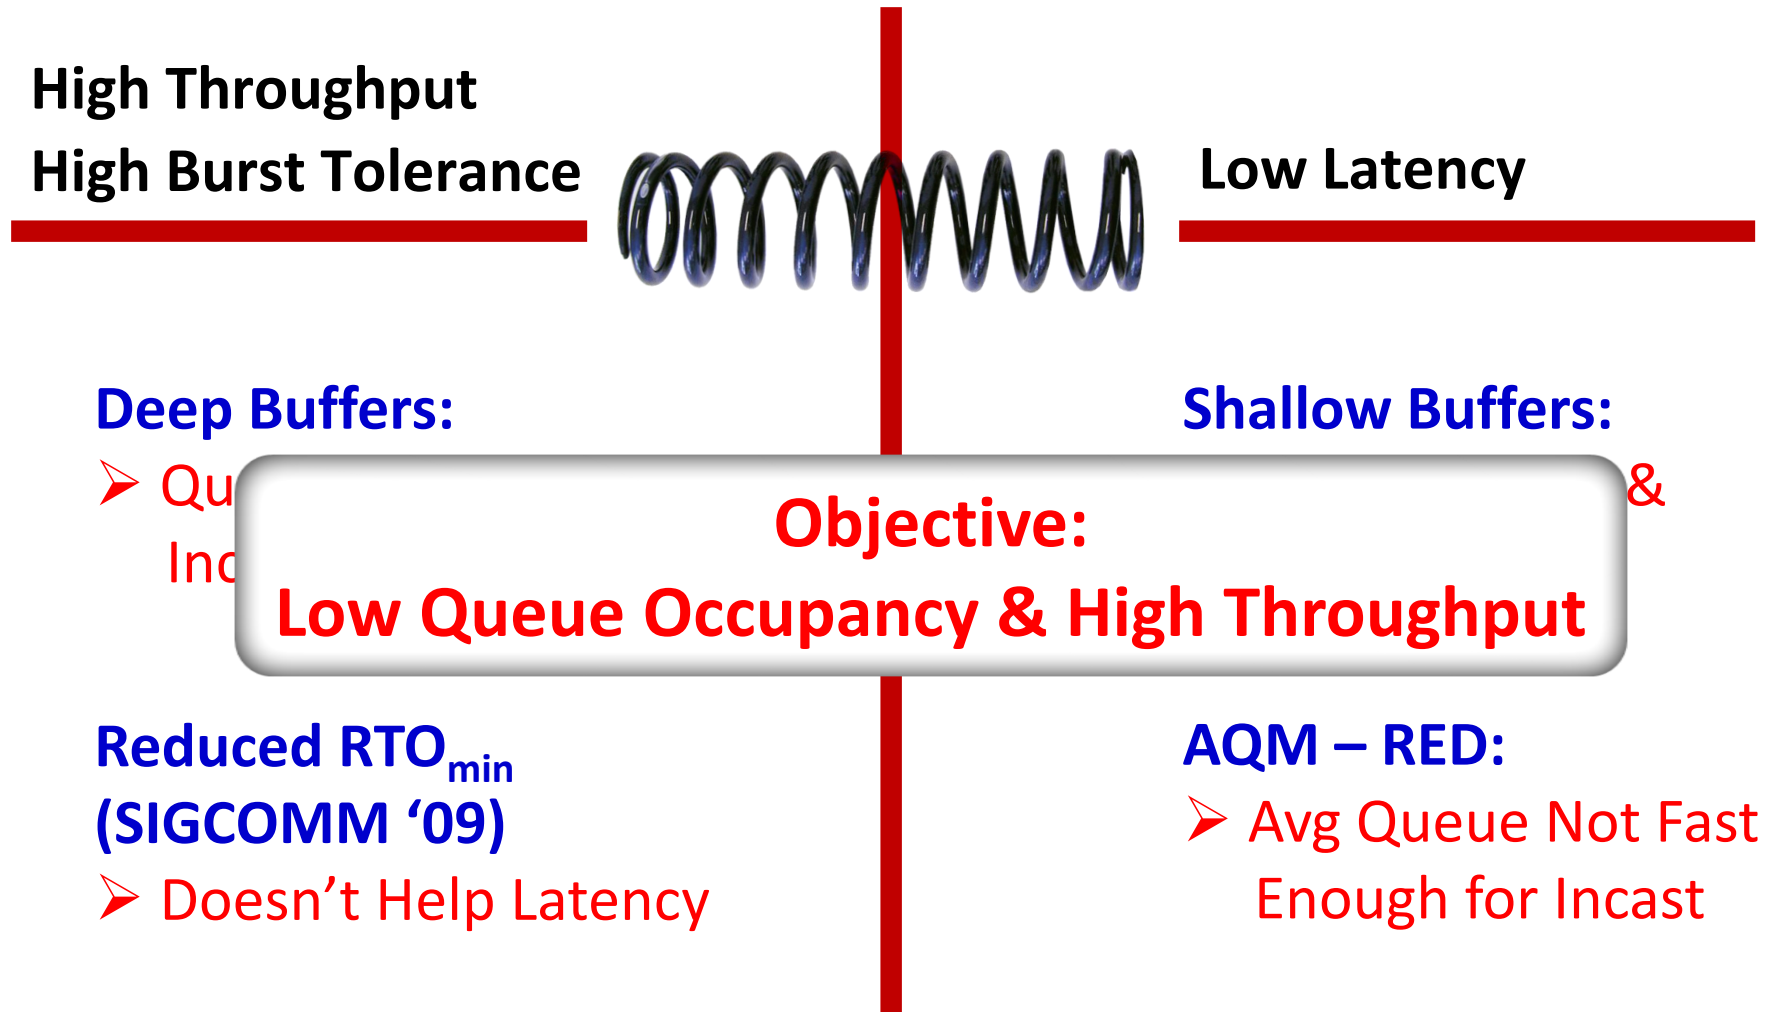 High Throughput
High Burst Tolerance
Low Latency
Deep Buffers:
Shallow Buffers:
&
Objective:
Low Queue Occupancy & High Throughput
Reduced RTOmin
(SIGCOMM ‘09)
➢ Doesn’t Help Latency
AQM – RED:
➢ Avg Queue Not Fast
Enough for Incast